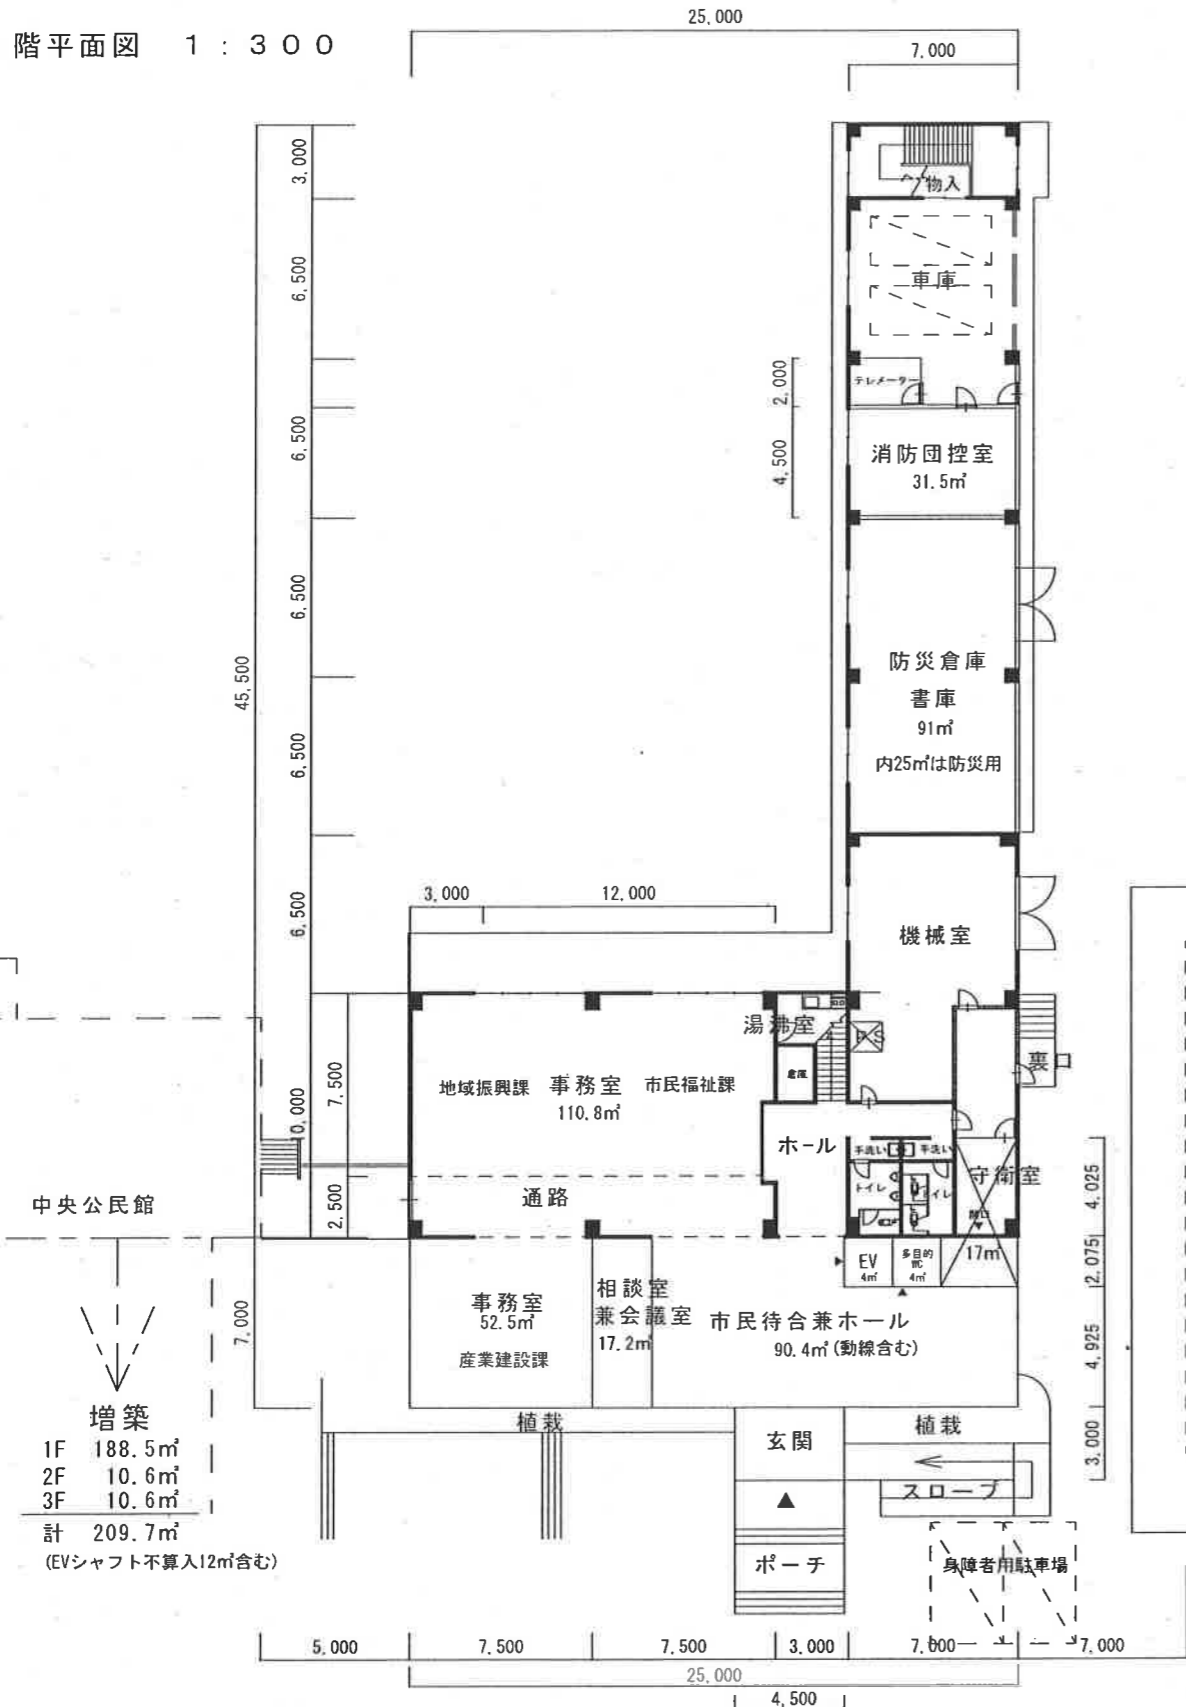 階平面図 1:300
25,000
7,000
3,000
物入
6,500
車庫
2,000
テレメーター
6,500
4,500
消防団控室
31.5㎡
6,500
防災倉庫
書庫
91㎡
内25㎡は防災用
45,500
6,500
3,000
12,000
6,500
機械室
湯沸室
PS
倉庫
裏口
7,500
10,000
地域振興課
事務室
市民福祉課
110.8㎡
ホール
手洗い
手洗い
守衛室
トイレ
トイレ
4,025
中央公民館
2,500
通路
17㎡
EV
4㎡
多目的
WC
4㎡
2,075
7,000
事務室
52.5㎡
産業建設課
相談室
兼会議室
17.2㎡
市民待合兼ホール
90.4㎡(動線含む)
4,925
増築
1F 188.5㎡
2F 10.6㎡
3F 10.6㎡
計 209.7㎡
(EVシャフト不算入12㎡含む)
植栽
玄関
植栽
3,000
スロープ
ポーチ
身障者用駐車場
5,000
7,500
7,500
3,000
7,000
7,000
25,000
4,500